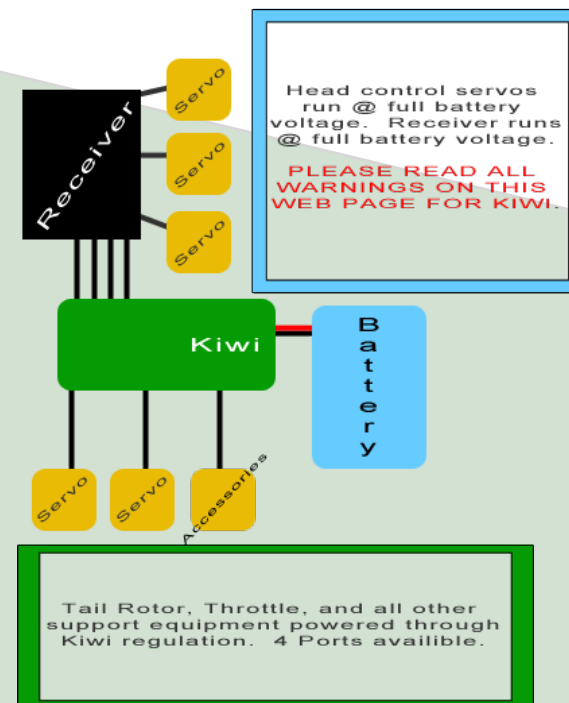 Servo
Receiver
Servo
Servo
Head control servos
run @ full battery
voltage.  Receiver runs
@ full battery voltage.
PLEASE READ ALL
WARNINGS ON THIS
WEB PAGE FOR KIWI.
Kiwi
Battery
Servo
Servo
Accessories
Tail Rotor, Throttle, and all other
support equipment powered through
Kiwi regulation.  4 Ports availible.